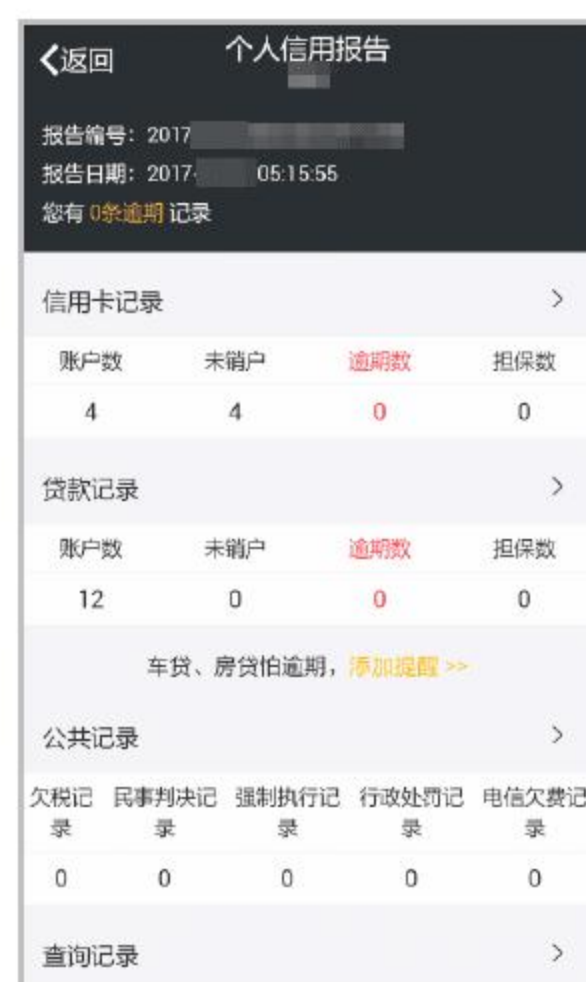 返回
个人信用报告
报告编号：2017
报告日期：2017- 05:15:55
您有 0条逾期 记录
信用卡记录
账户数 未销户 逾期数 担保数
4 4 0 0
贷款记录
账户数 未销户 逾期数 担保数
12 0 0 0
车贷、房贷怕逾期，添加提醒 >>
公共记录
欠税记录 民事判决记录 强制执行记录 行政处罚记录 电信欠费记录
0 0 0 0 0
查询记录